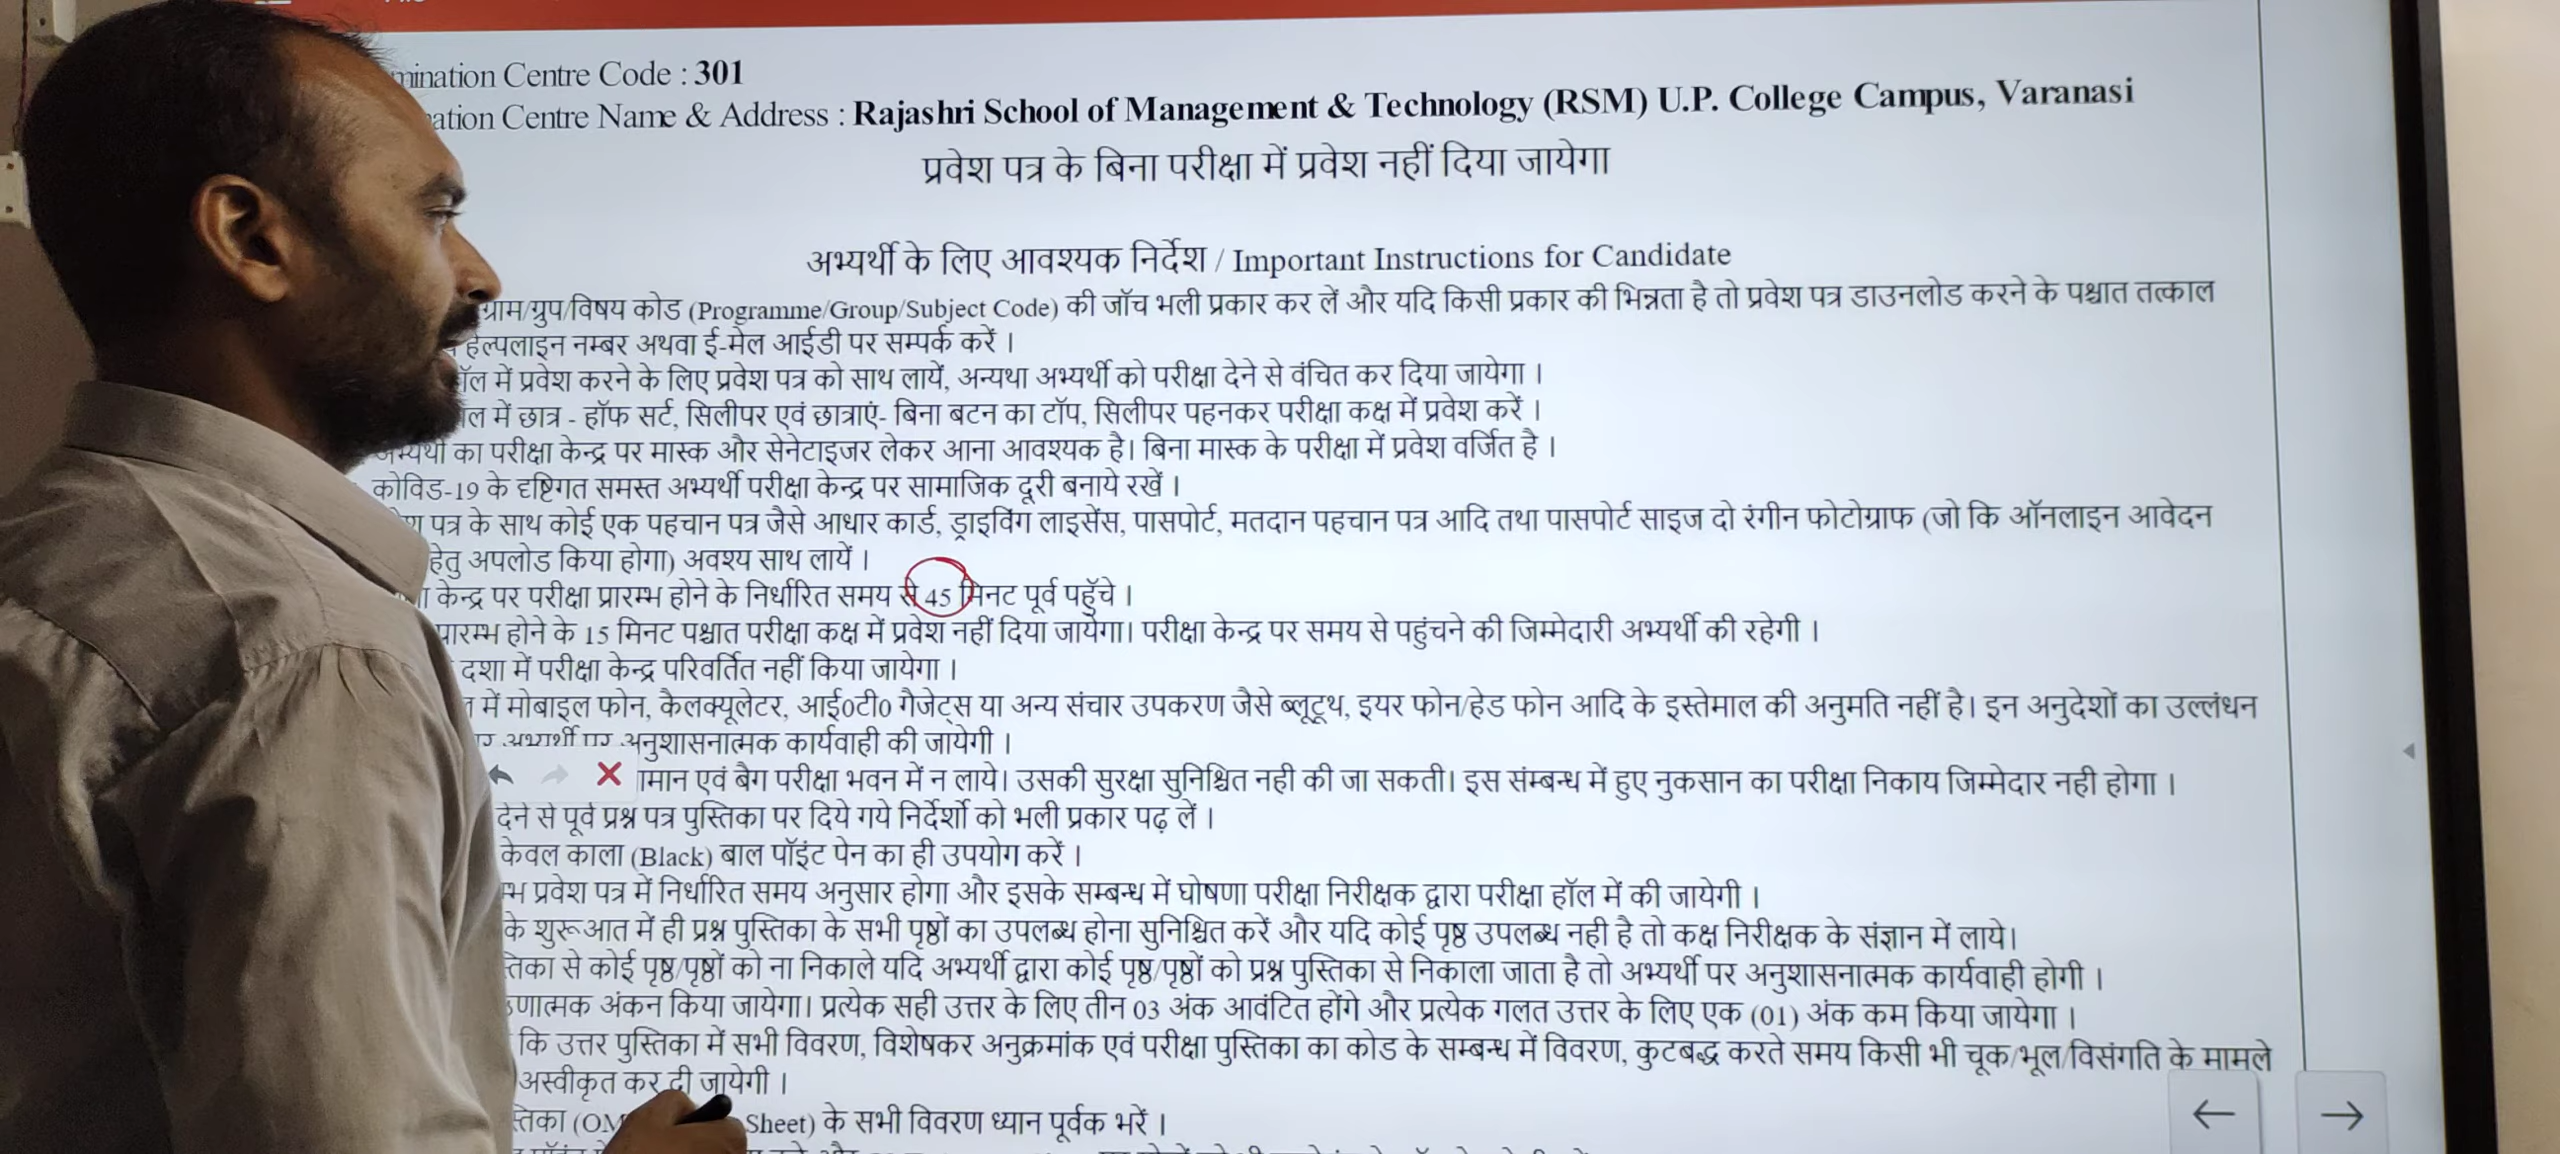 Centre Code : 301
Centre Name & Address : Rajashri School of Management & Technology (RSM) U.P. College Campus, Varanasi
प्रवेश पत्र के बिना परीक्षा में प्रवेश नहीं दिया जायेगा
अभ्यर्थी के लिए आवश्यक निर्देश / Important Instructions for Candidate
ग्राम/ग्रुप/विषय कोड (Programme/Group/Subject Code) की जॉच भली प्रकार कर लें और यदि किसी प्रकार की भिन्नता है तो प्रवेश पत्र डाउनलोड करने के पश्चात तत्काल
हेल्पलाइन नम्बर अथवा ई-मेल आईडी पर सम्पर्क करें ।
में प्रवेश करने के लिए प्रवेश पत्र को साथ लायें, अन्यथा अभ्यर्थी को परीक्षा देने से वंचित कर दिया जायेगा ।
में छात्र - हॉफ सर्ट, सिलीपर एवं छात्राएं- बिना बटन का टॉप, सिलीपर पहनकर परीक्षा कक्ष में प्रवेश करें ।
का परीक्षा केन्द्र पर मास्क और सेनेटाइजर लेकर आना आवश्यक है। बिना मास्क के परीक्षा में प्रवेश वर्जित है ।
कोविड-19 के दृष्टिगत समस्त अभ्यर्थी परीक्षा केन्द्र पर सामाजिक दूरी बनाये रखें ।
पत्र के साथ कोई एक पहचान पत्र जैसे आधार कार्ड, ड्राइविंग लाइसेंस, पासपोर्ट, मतदान पहचान पत्र आदि तथा पासपोर्ट साइज दो रंगीन फोटोग्राफ (जो कि ऑनलाइन आवेदन
हेतु अपलोड किया होगा) अवश्य साथ लायें ।
केन्द्र पर परीक्षा प्रारम्भ होने के निर्धारित समय से 45 मिनट पूर्व पहुँचे ।
प्रारम्भ होने के 15 मिनट पश्चात परीक्षा कक्ष में प्रवेश नहीं दिया जायेगा। परीक्षा केन्द्र पर समय से पहुंचने की जिम्मेदारी अभ्यर्थी की रहेगी ।
दशा में परीक्षा केन्द्र परिवर्तित नहीं किया जायेगा ।
में मोबाइल फोन, कैलक्यूलेटर, आई0टी0 गैजेट्स या अन्य संचार उपकरण जैसे ब्लूटूथ, इयर फोन/हेड फोन आदि के इस्तेमाल की अनुमति नहीं है। इन अनुदेशों का उल्लंघन
अभ्यर्थी पर अनुशासनात्मक कार्यवाही की जायेगी ।
एवं बैग परीक्षा भवन में न लाये। उसकी सुरक्षा सुनिश्चित नही की जा सकती। इस संम्बन्ध में हुए नुकसान का परीक्षा निकाय जिम्मेदार नही होगा ।
देने से पूर्व प्रश्न पत्र पुस्तिका पर दिये गये निर्देशों को भली प्रकार पढ़ लें ।
केवल काला (Black) बाल पॉइंट पेन का ही उपयोग करें ।
प्रवेश पत्र में निर्धारित समय अनुसार होगा और इसके सम्बन्ध में घोषणा परीक्षा निरीक्षक द्वारा परीक्षा हॉल में की जायेगी ।
के शुरूआत में ही प्रश्न पुस्तिका के सभी पृष्ठों का उपलब्ध होना सुनिश्चित करें और यदि कोई पृष्ठ उपलब्ध नही है तो कक्ष निरीक्षक के संज्ञान में लाये।
से कोई पृष्ठ/पृष्ठों को ना निकाले यदि अभ्यर्थी द्वारा कोई पृष्ठ/पृष्ठों को प्रश्न पुस्तिका से निकाला जाता है तो अभ्यर्थी पर अनुशासनात्मक कार्यवाही होगी ।
अंकन किया जायेगा। प्रत्येक सही उत्तर के लिए तीन 03 अंक आवंटित होंगे और प्रत्येक गलत उत्तर के लिए एक (01) अंक कम किया जायेगा ।
कि उत्तर पुस्तिका में सभी विवरण, विशेषकर अनुक्रमांक एवं परीक्षा पुस्तिका का कोड के सम्बन्ध में विवरण, कुटबद्ध करते समय किसी भी चूक/भूल/विसंगति के मामले
अस्वीकृत कर दी जायेगी ।
Sheet) के सभी विवरण ध्यान पूर्वक भरें ।